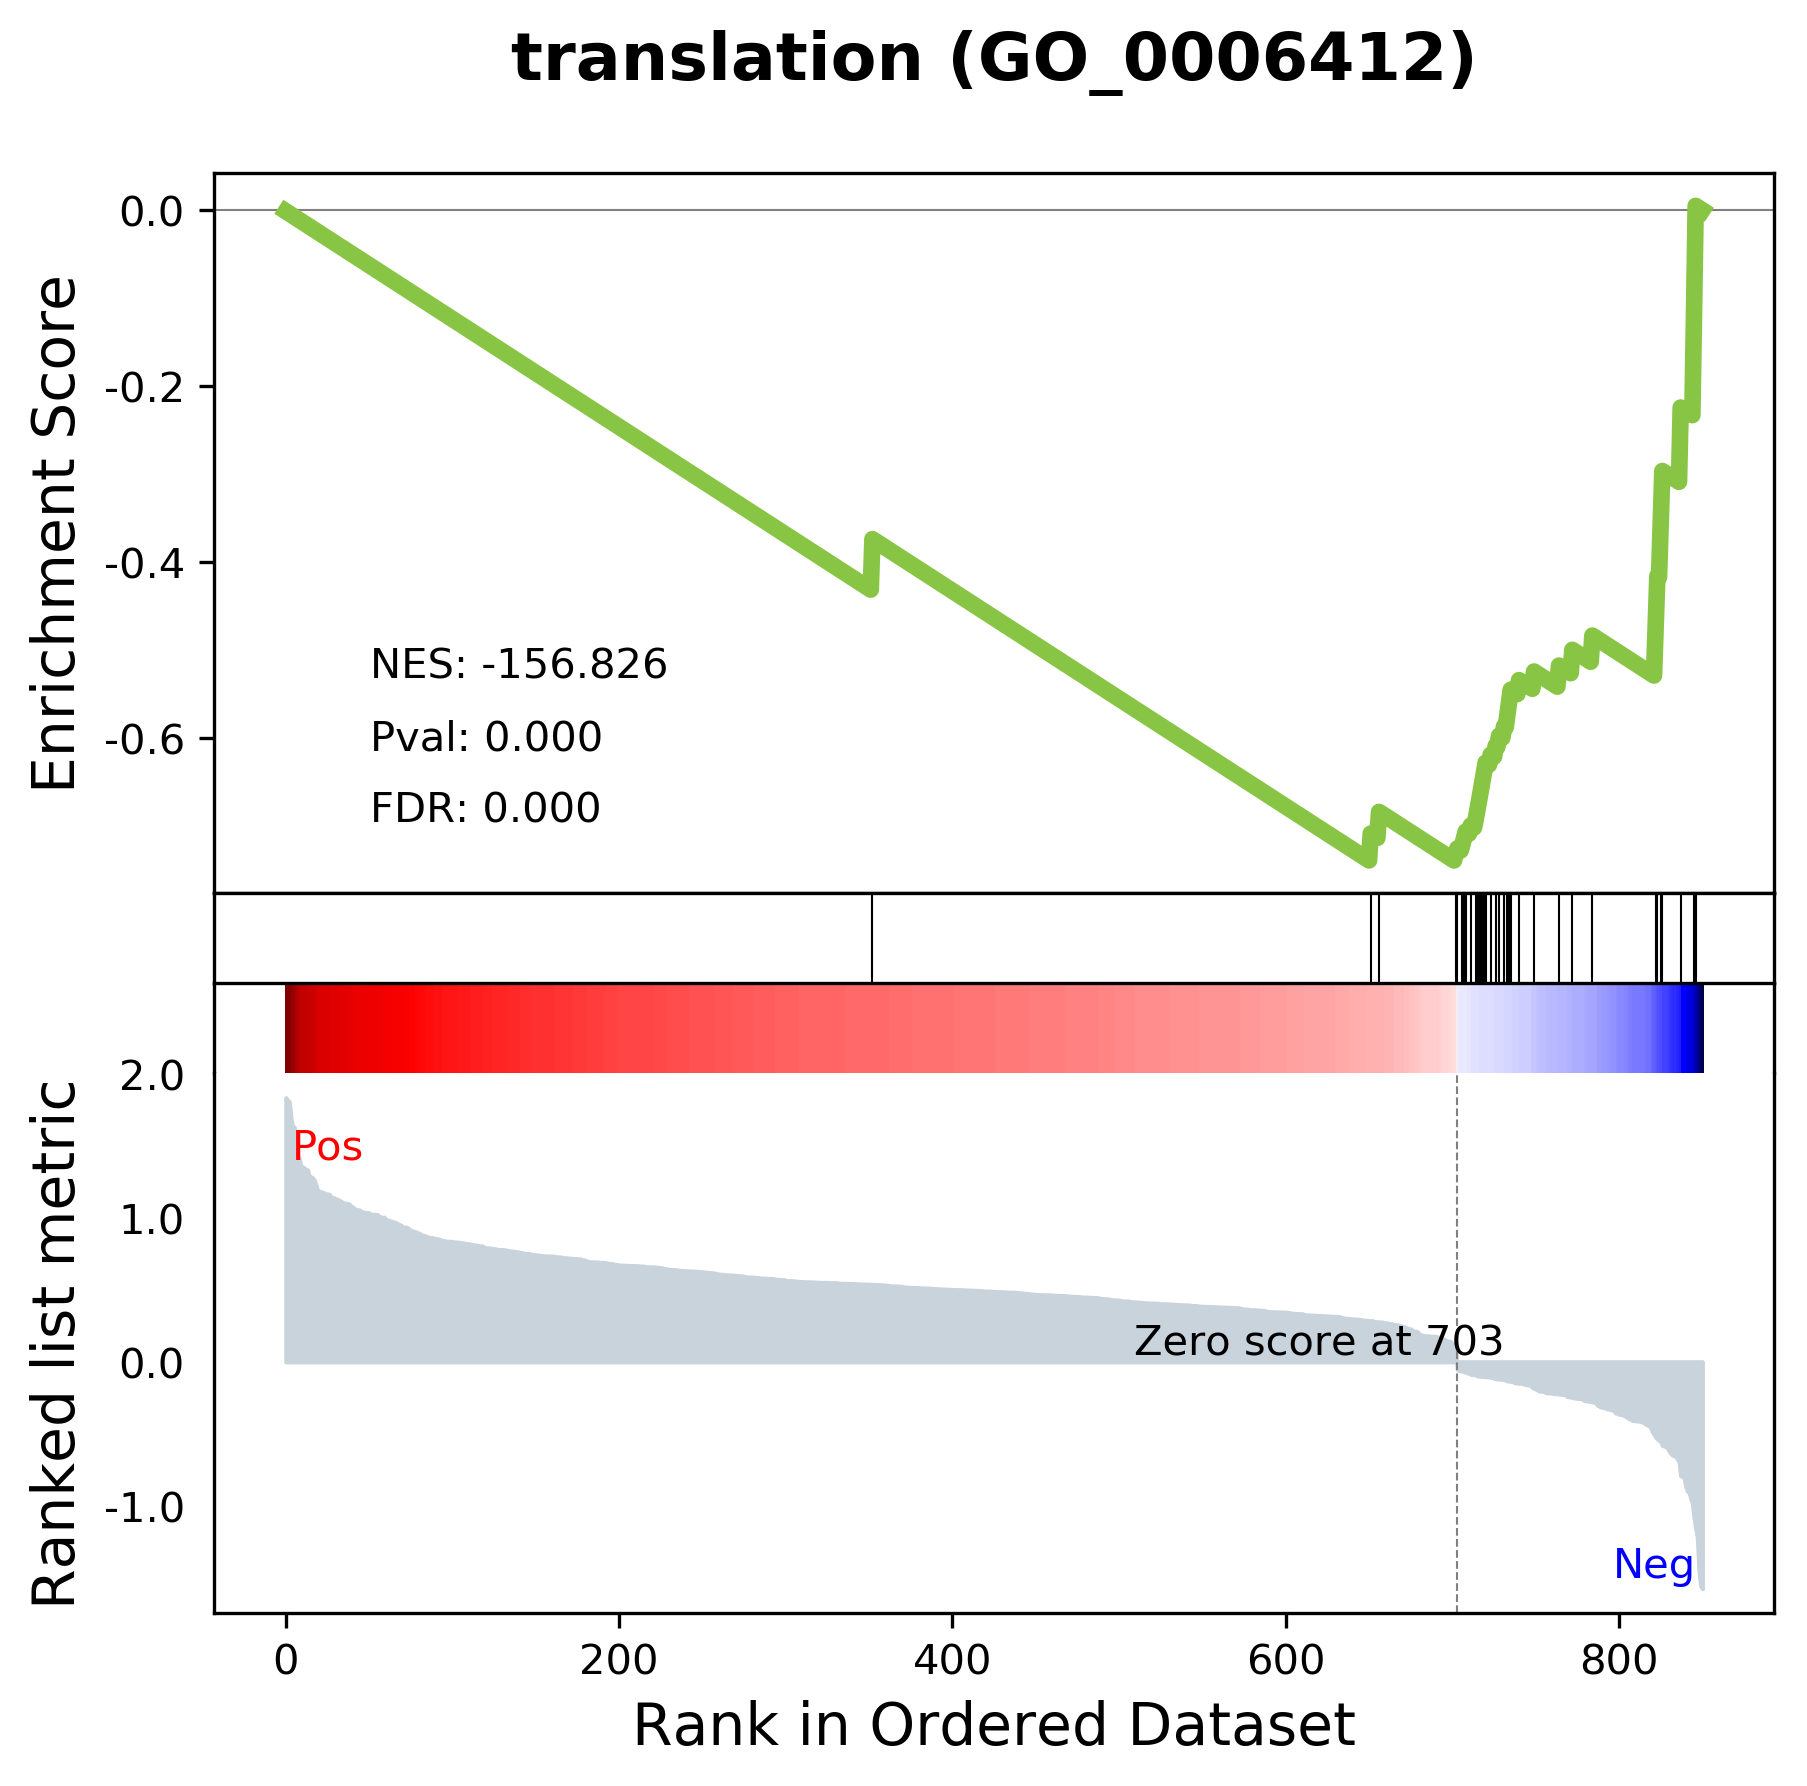 translation (GO_0006412)
Enrichment Score
0.0
-0.2
-0.4
-0.6
NES: -156.826
Pval: 0.000
FDR: 0.000
Ranked list metric
2.0
1.0
0.0
-1.0
Pos
Zero score at 703
Neg
0 200 400 600 800
Rank in Ordered Dataset